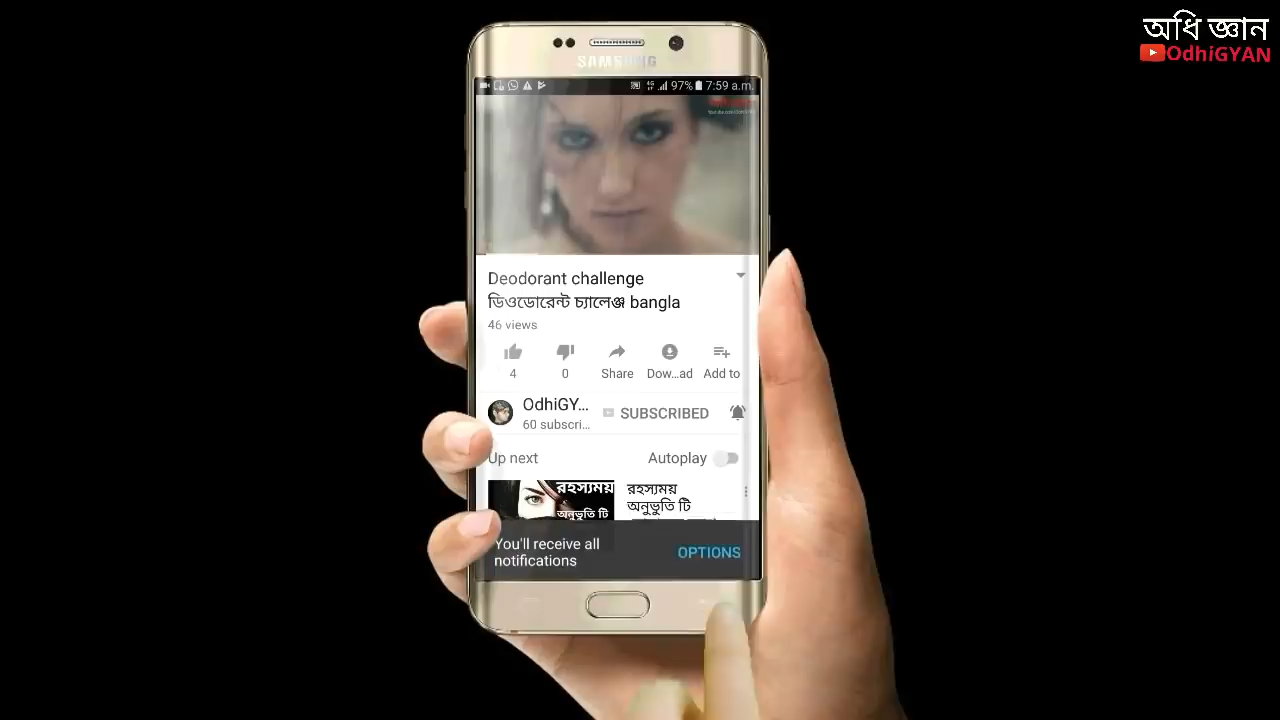 অধি জ্ঞান
OdhiGYAN
SAMSUNG
97% 7:59 a.m.
Deodorant challenge
ডিওডোরেন্ট চ্যালেঞ্জ bangla
46 views
4
0
Share
Dow...ad
Add to
OdhiGY...
SUBSCRIBED
60 subscri...
Up next
Autoplay
রহস্যময়
অনুভুতি টি
রহস্যময়
অনুভুতি টি
You'll receive all
notifications
OPTIONS